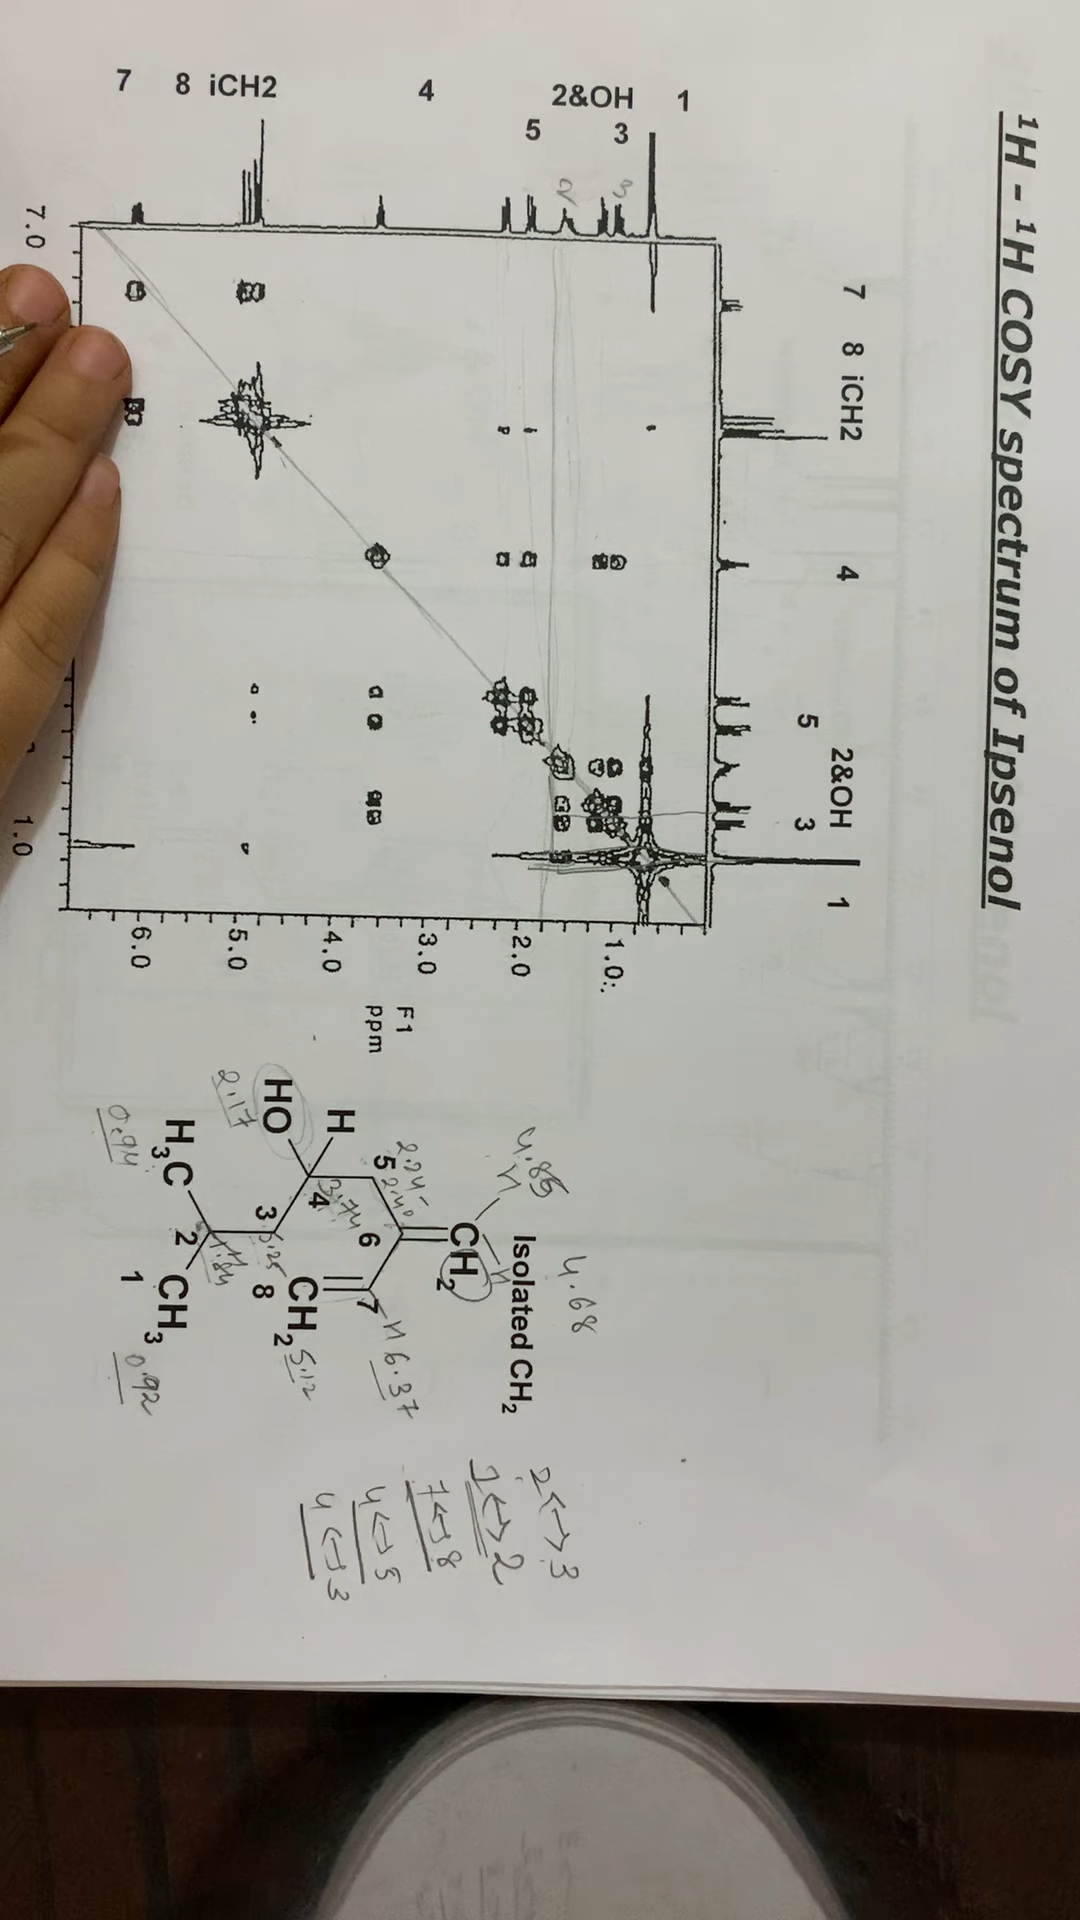 ¹H - ¹H COSY spectrum of Ipsenol
7 8 iCH2 4 5 2&OH 3 1
7 8 iCH2 4 2&OH 1
5 3
2 3
7.0
1.0
1.0
2.0
3.0
4.0
5.0
6.0
F1
ppm
4.85
H
4.68
Isolated CH₂
CH₂
H
5
2.24
2.40
6
7
H 6.37
H
HO
2.17
4
3.74
3
8
CH₂
5.12
H₃C
0.94
2
1.84
1
CH₃
0.92
2↔3
1↔2
7↔8
4↔5
4↔3